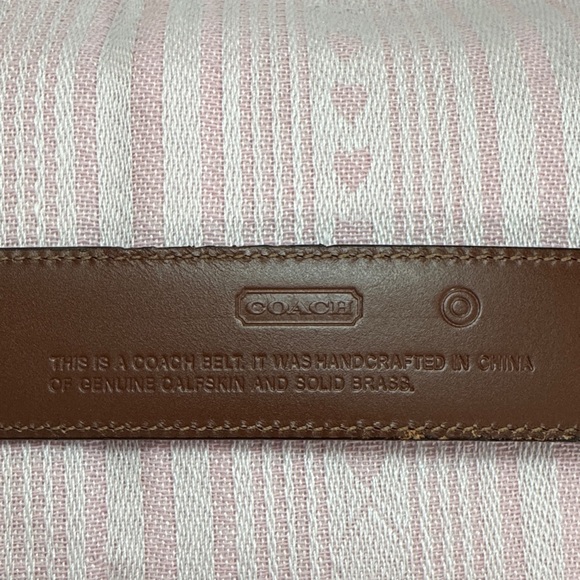 COACH
THIS IS A COACH BELT. IT WAS HANDCRAFTED IN CHINA
OF GENUINE CALFSKIN AND SOLID BRASS.